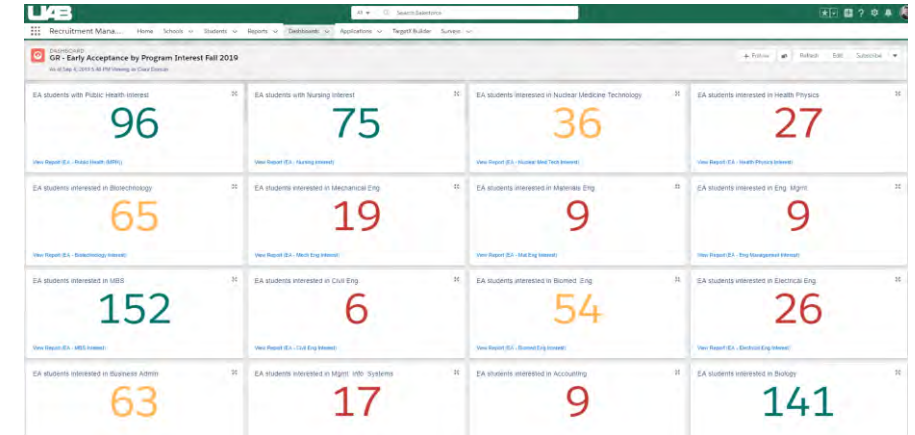 UAB
All Search Salesforce
Recruitment Mana... Home Schools Students Reports Dashboards Applications TargetX Builder Surveys
DASHBOARD
GR - Early Acceptance by Program Interest Fall 2019
+ Follow Refresh Edit Subscribe
EA students with Public Health Interest
96
View Report (EA - Public Health (MPH))
EA students with Nursing Interest
75
View Report (EA - Nursing Interest)
EA students interested in Nuclear Medicine Technology
36
View Report (EA - Nuclear Med Tech Interest)
EA students interested in Health Physics
27
View Report (EA - Health Physics Interest)
EA students interested in Biotechnology
65
View Report (EA - Biotechnology Interest)
EA students interested in Mechanical Eng
19
View Report (EA - Mech Eng Interest)
EA students interested in Materials Eng
9
View Report (EA - Mat Eng Interest)
EA students interested in Eng. Mgmt
9
View Report (EA - Eng Management Interest)
EA students interested in MBS
152
View Report (EA - MBS Interest)
EA students interested in Civil Eng
6
View Report (EA - Civil Eng Interest)
EA students interested in Biomed. Eng
54
View Report (EA - Biomed Eng Interest)
EA students interested in Electrical Eng
26
View Report (EA - Electrical Eng Interest)
EA students interested in Business Admin
63
EA students interested in Mgmt. Info. Systems
17
EA students interested in Accounting
9
EA students interested in Biology
141